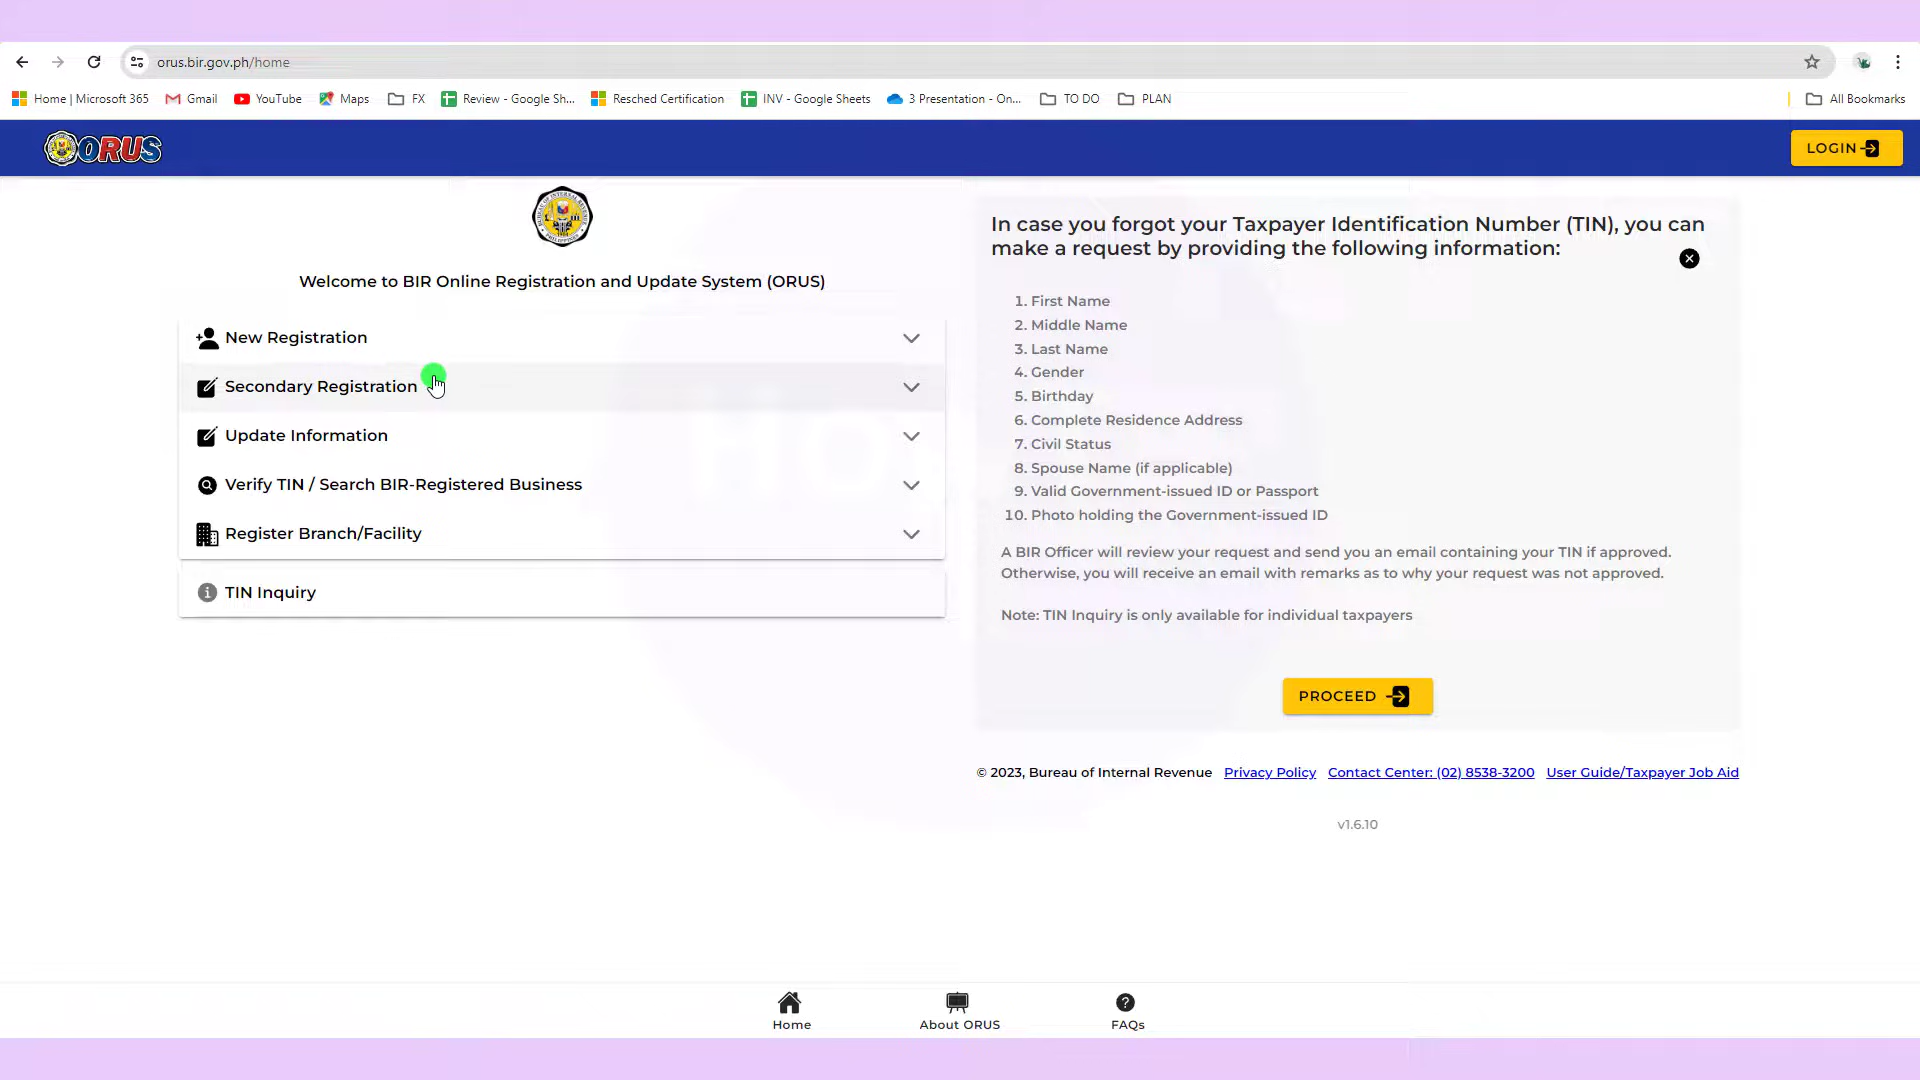 orus.bir.gov.ph/home
Home | Microsoft 365
Gmail
YouTube
Maps
FX
Review - Google Sh...
Resched Certification
INV - Google Sheets
3 Presentation - On...
TO DO
PLAN
All Bookmarks
ORUS
LOGIN
Welcome to BIR Online Registration and Update System (ORUS)
New Registration
Secondary Registration
Update Information
Verify TIN / Search BIR-Registered Business
Register Branch/Facility
TIN Inquiry
In case you forgot your Taxpayer Identification Number (TIN), you can
make a request by providing the following information:
1. First Name
2. Middle Name
3. Last Name
4. Gender
5. Birthday
6. Complete Residence Address
7. Civil Status
8. Spouse Name (if applicable)
9. Valid Government-issued ID or Passport
10. Photo holding the Government-issued ID
A BIR Officer will review your request and send you an email containing your TIN if approved.
Otherwise, you will receive an email with remarks as to why your request was not approved.
Note: TIN Inquiry is only available for individual taxpayers
PROCEED
© 2023, Bureau of Internal Revenue Privacy Policy Contact Center: (02) 8538-3200 User Guide/Taxpayer Job Aid
v1.6.10
Home
About ORUS
FAQs